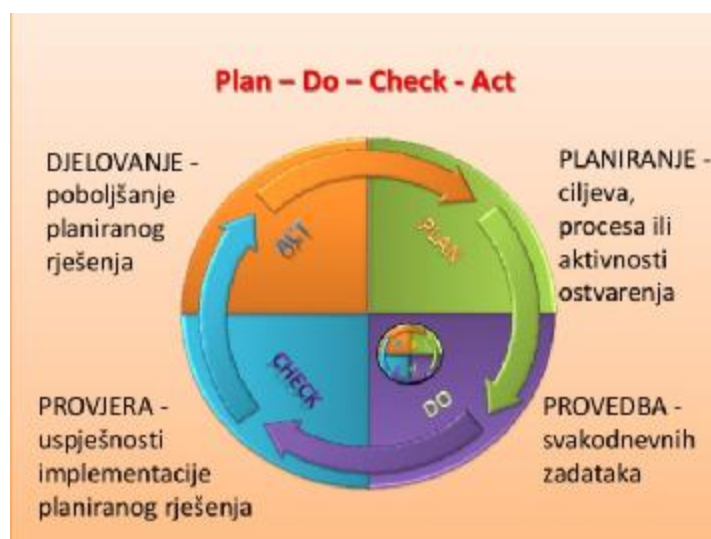 Plan – Do – Check - Act
DJELOVANJE -
poboljšanje
planiranog
rješenja
PLANIRANJE -
ciljeva,
procesa ili
aktivnosti
ostvarenja
ACT
PLAN
CHECK
DO
PROVJERA -
uspješnosti
implementacije
planiranog rješenja
PROVEDBA -
svakodnevnih
zadataka